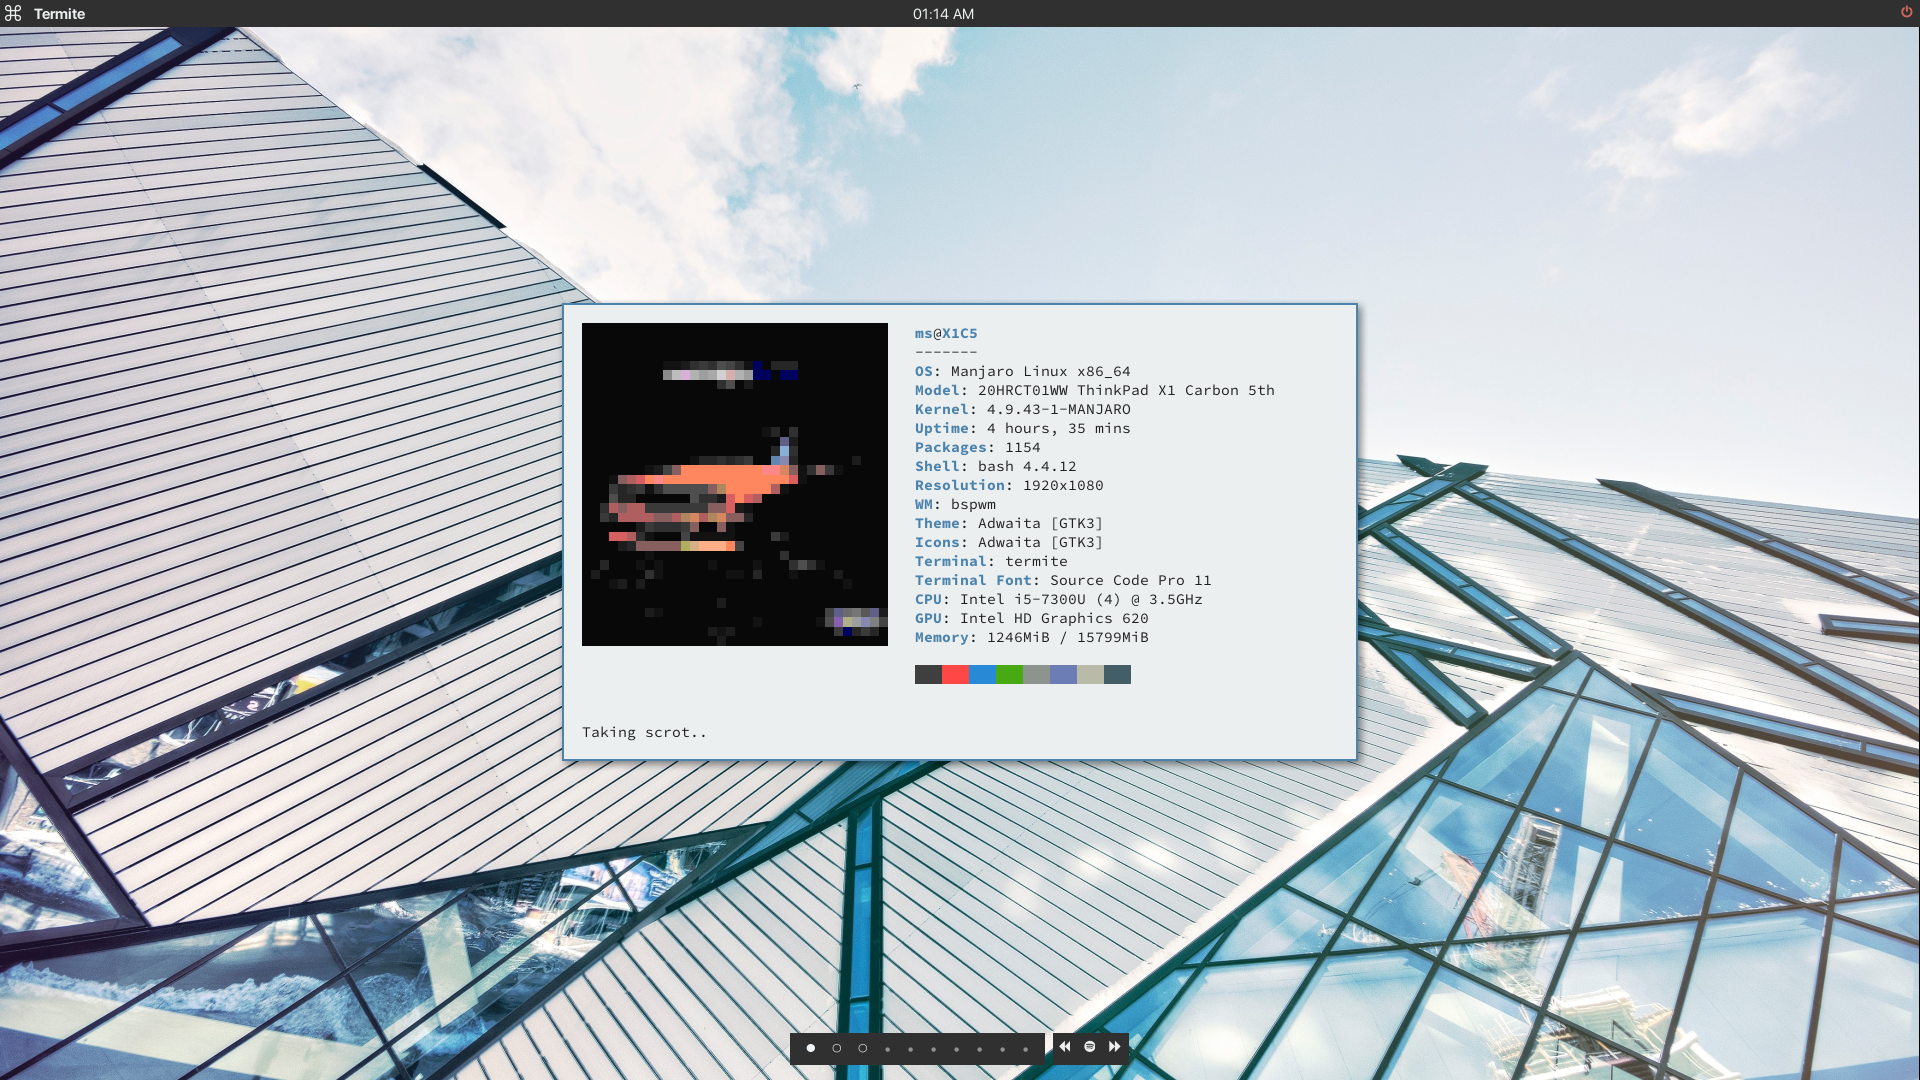 Termite
01:14 AM
ms@X1C5
-------
OS: Manjaro Linux x86_64
Model: 20HRCT01WW ThinkPad X1 Carbon 5th
Kernel: 4.9.43-1-MANJARO
Uptime: 4 hours, 35 mins
Packages: 1154
Shell: bash 4.4.12
Resolution: 1920x1080
WM: bspwm
Theme: Adwaita [GTK3]
Icons: Adwaita [GTK3]
Terminal: termite
Terminal Font: Source Code Pro 11
CPU: Intel i5-7300U (4) @ 3.5GHz
GPU: Intel HD Graphics 620
Memory: 1246MiB / 15799MiB
Taking scrot..